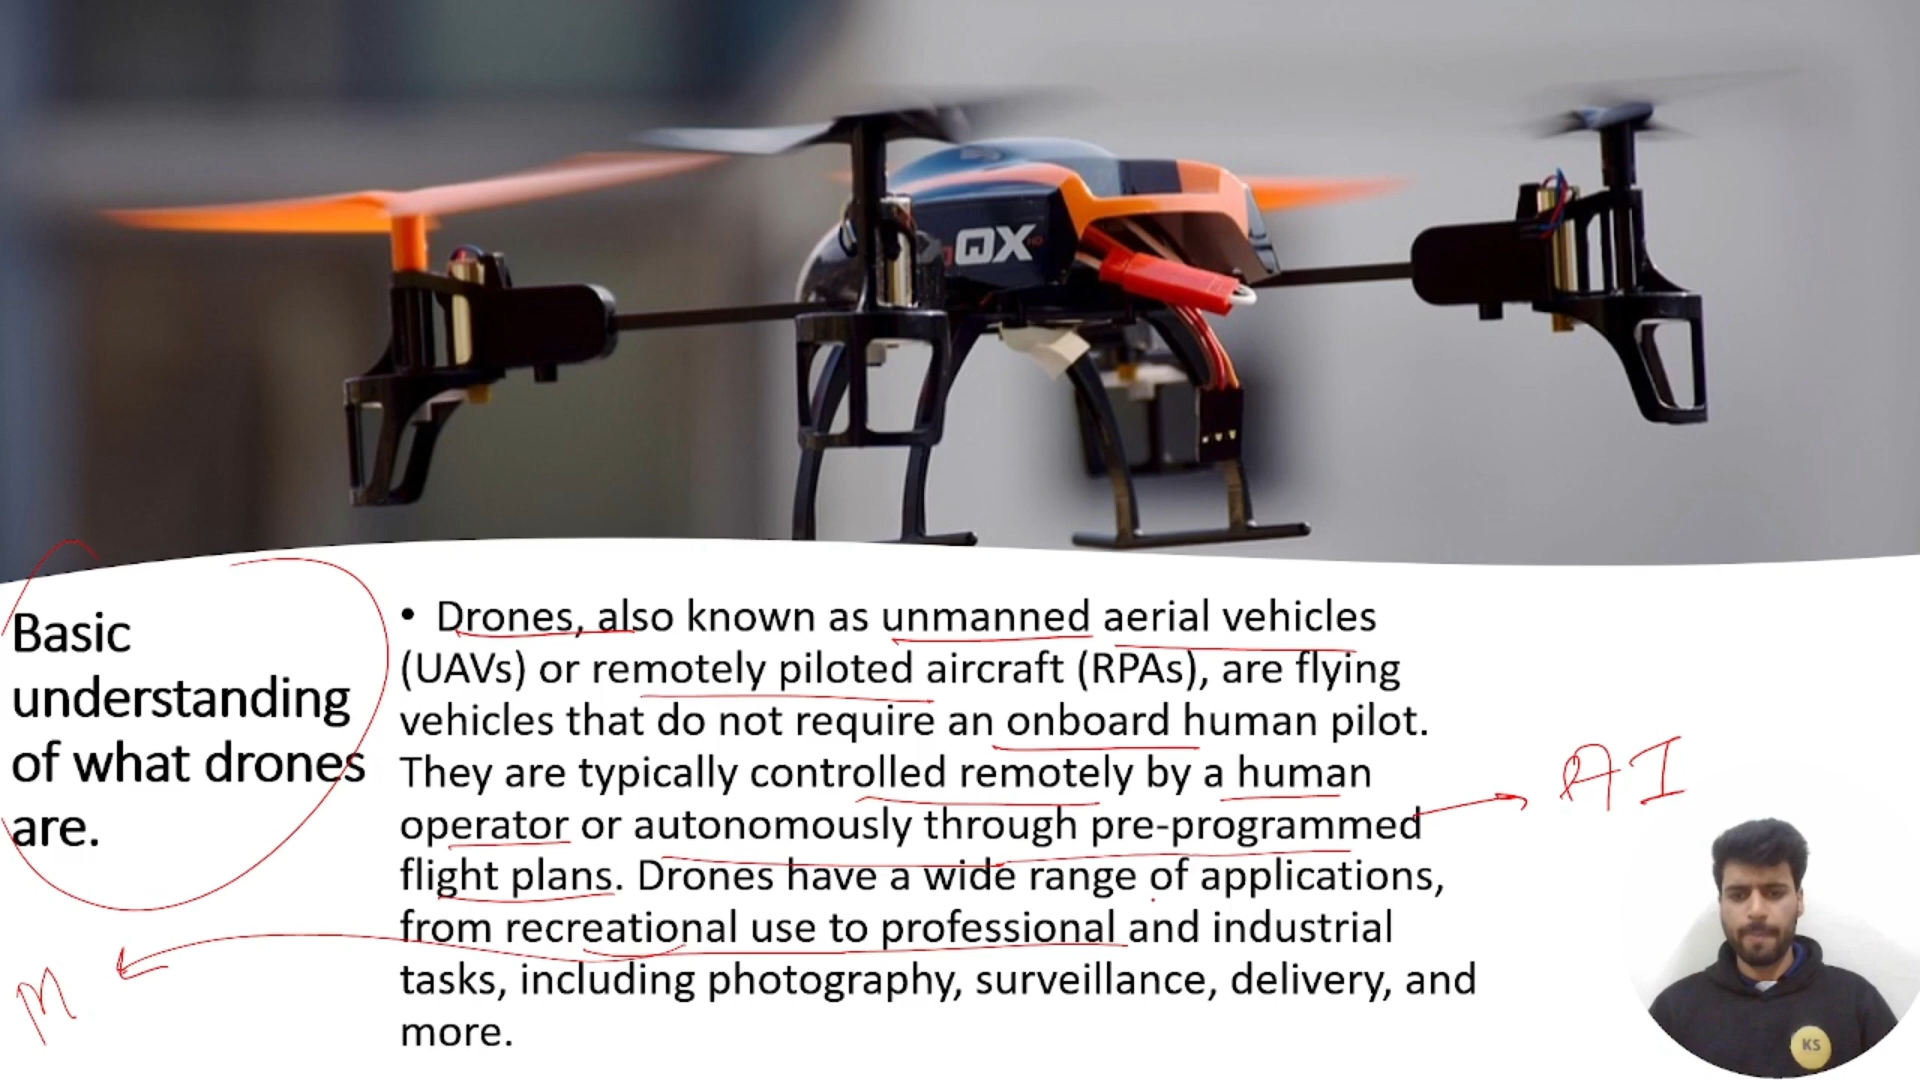 QX
Basic
understanding
of what drones
are.
• Drones, also known as unmanned aerial vehicles
(UAVs) or remotely piloted aircraft (RPAs), are flying
vehicles that do not require an onboard human pilot.
They are typically controlled remotely by a human
operator or autonomously through pre-programmed
flight plans. Drones have a wide range of applications,
from recreational use to professional and industrial
tasks, including photography, surveillance, delivery, and
more.
AI
M
KS